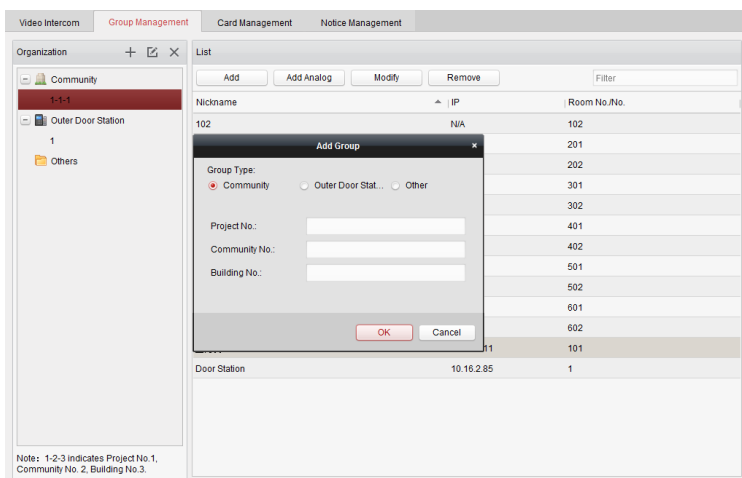 Video Intercom Group Management Card Management Notice Management
Organization
List
Community
1-1-1
Outer Door Station
1
Others
Note: 1-2-3 indicates Project No.1,
Community No. 2, Building No.3.
Add Add Analog Modify Remove Filter
Nickname IP Room No./No.
102 N/A 102
201
202
301
302
401
402
501
502
601
602
11 101
Door Station 10.16.2.85 1
Add Group
Group Type:
Community Outer Door Stat... Other
Project No.:
Community No.:
Building No.:
OK Cancel